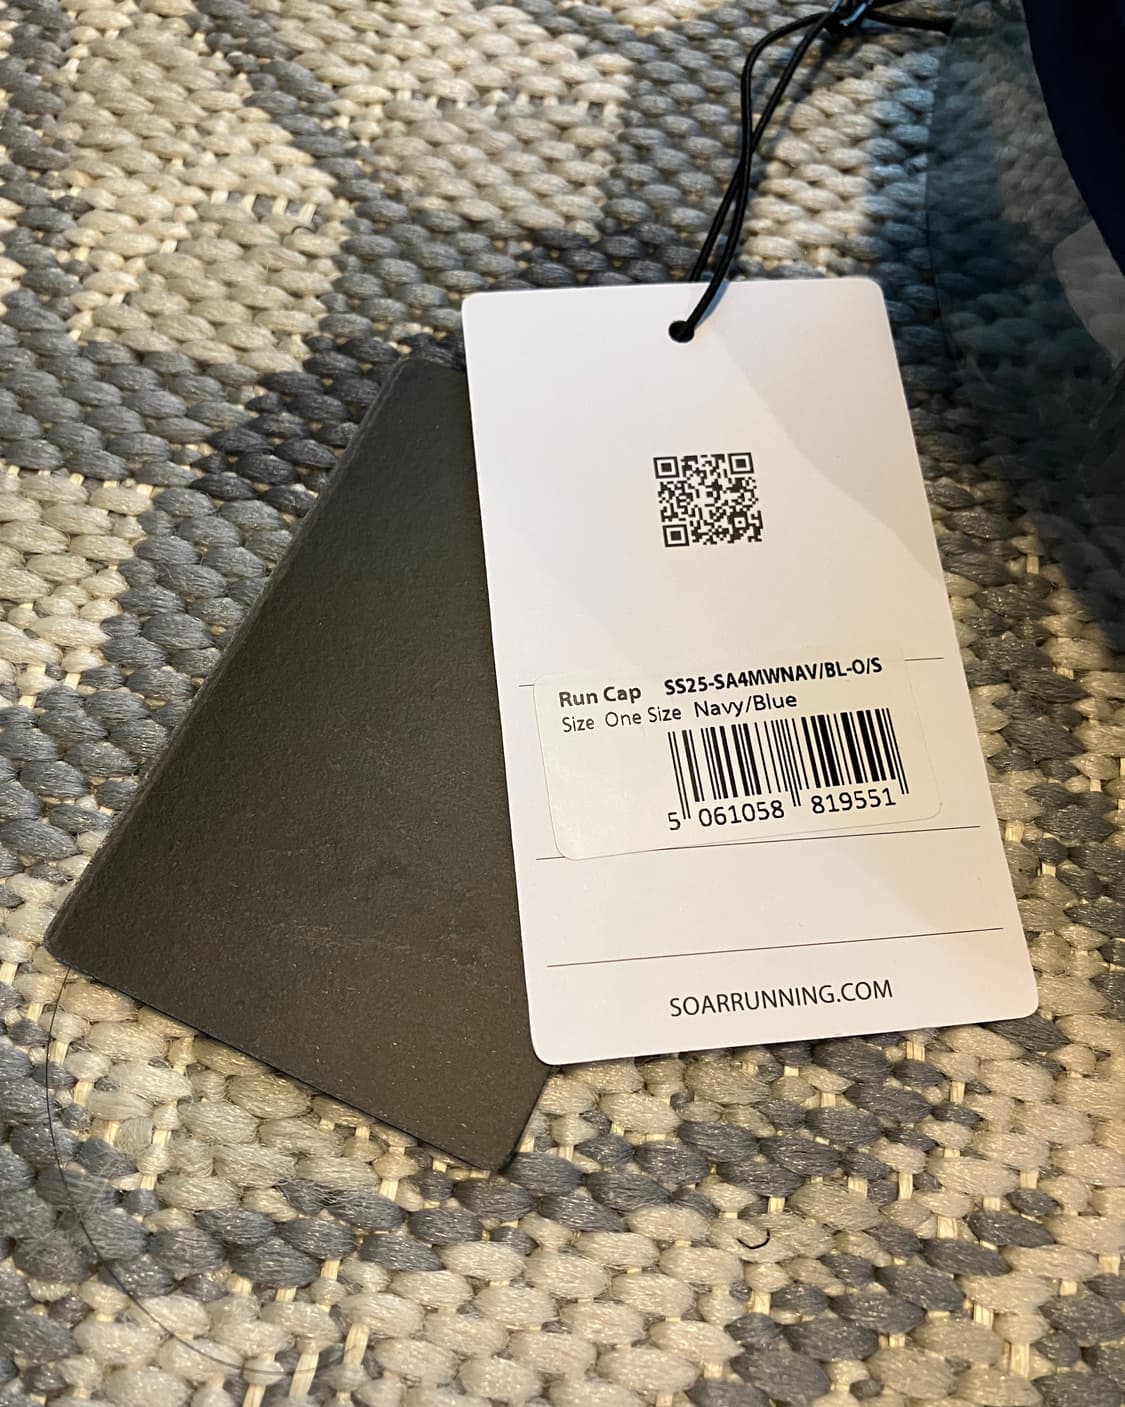 Run Cap SS25-SA4MWNAV/BL-O/S
Size One Size Navy/Blue
5 061058 819551
SOARRUNNING.COM